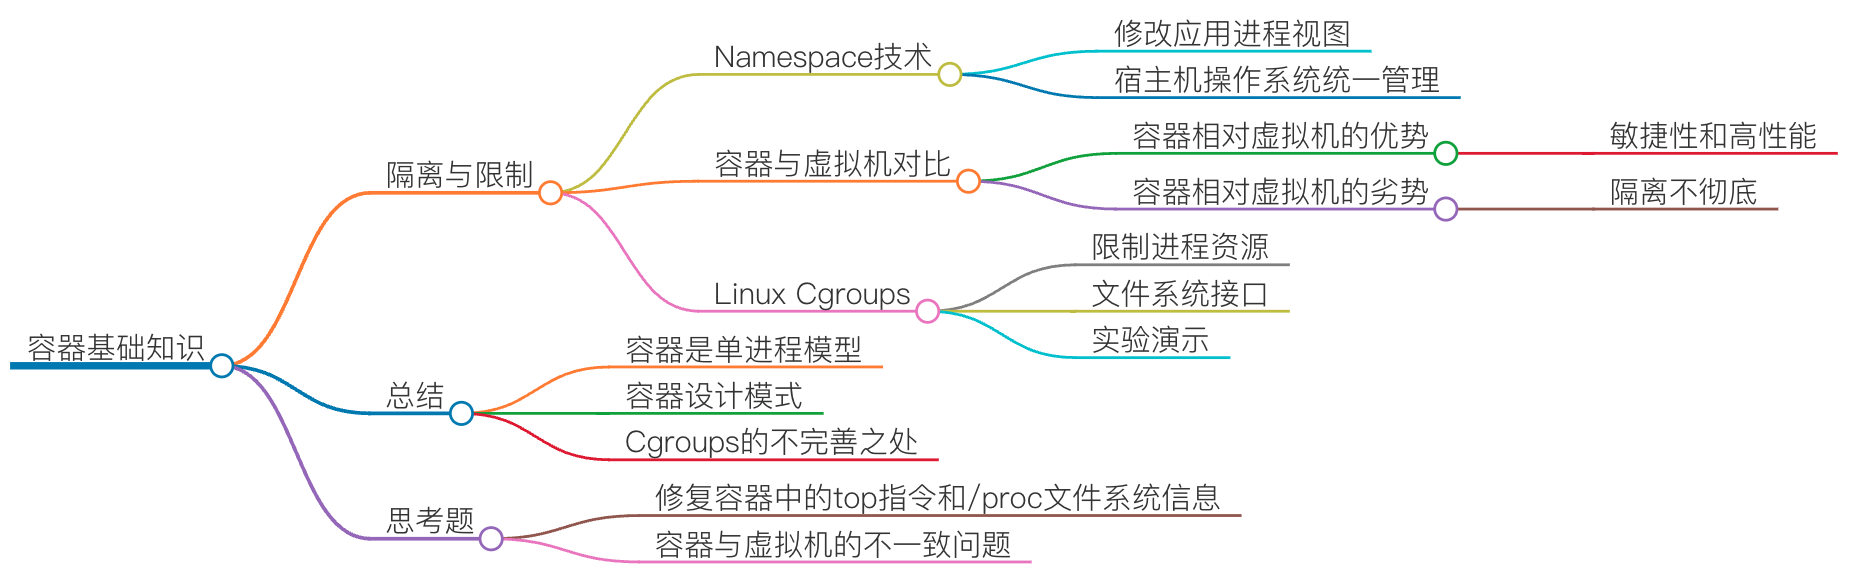 容器基础知识
隔离与限制
Namespace技术
修改应用进程视图
宿主机操作系统统一管理
容器与虚拟机对比
容器相对虚拟机的优势
敏捷性和高性能
容器相对虚拟机的劣势
隔离不彻底
Linux Cgroups
限制进程资源
文件系统接口
实验演示
总结
容器是单进程模型
容器设计模式
Cgroups的不完善之处
思考题
修复容器中的top指令和/proc文件系统信息
容器与虚拟机的不一致问题